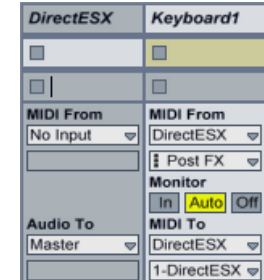 DirectESX
Keyboard1
MIDI From
No Input
MIDI From
DirectESX
Post FX
Monitor
In Auto Off
Audio To
Master
MIDI To
DirectESX
1-DirectESX